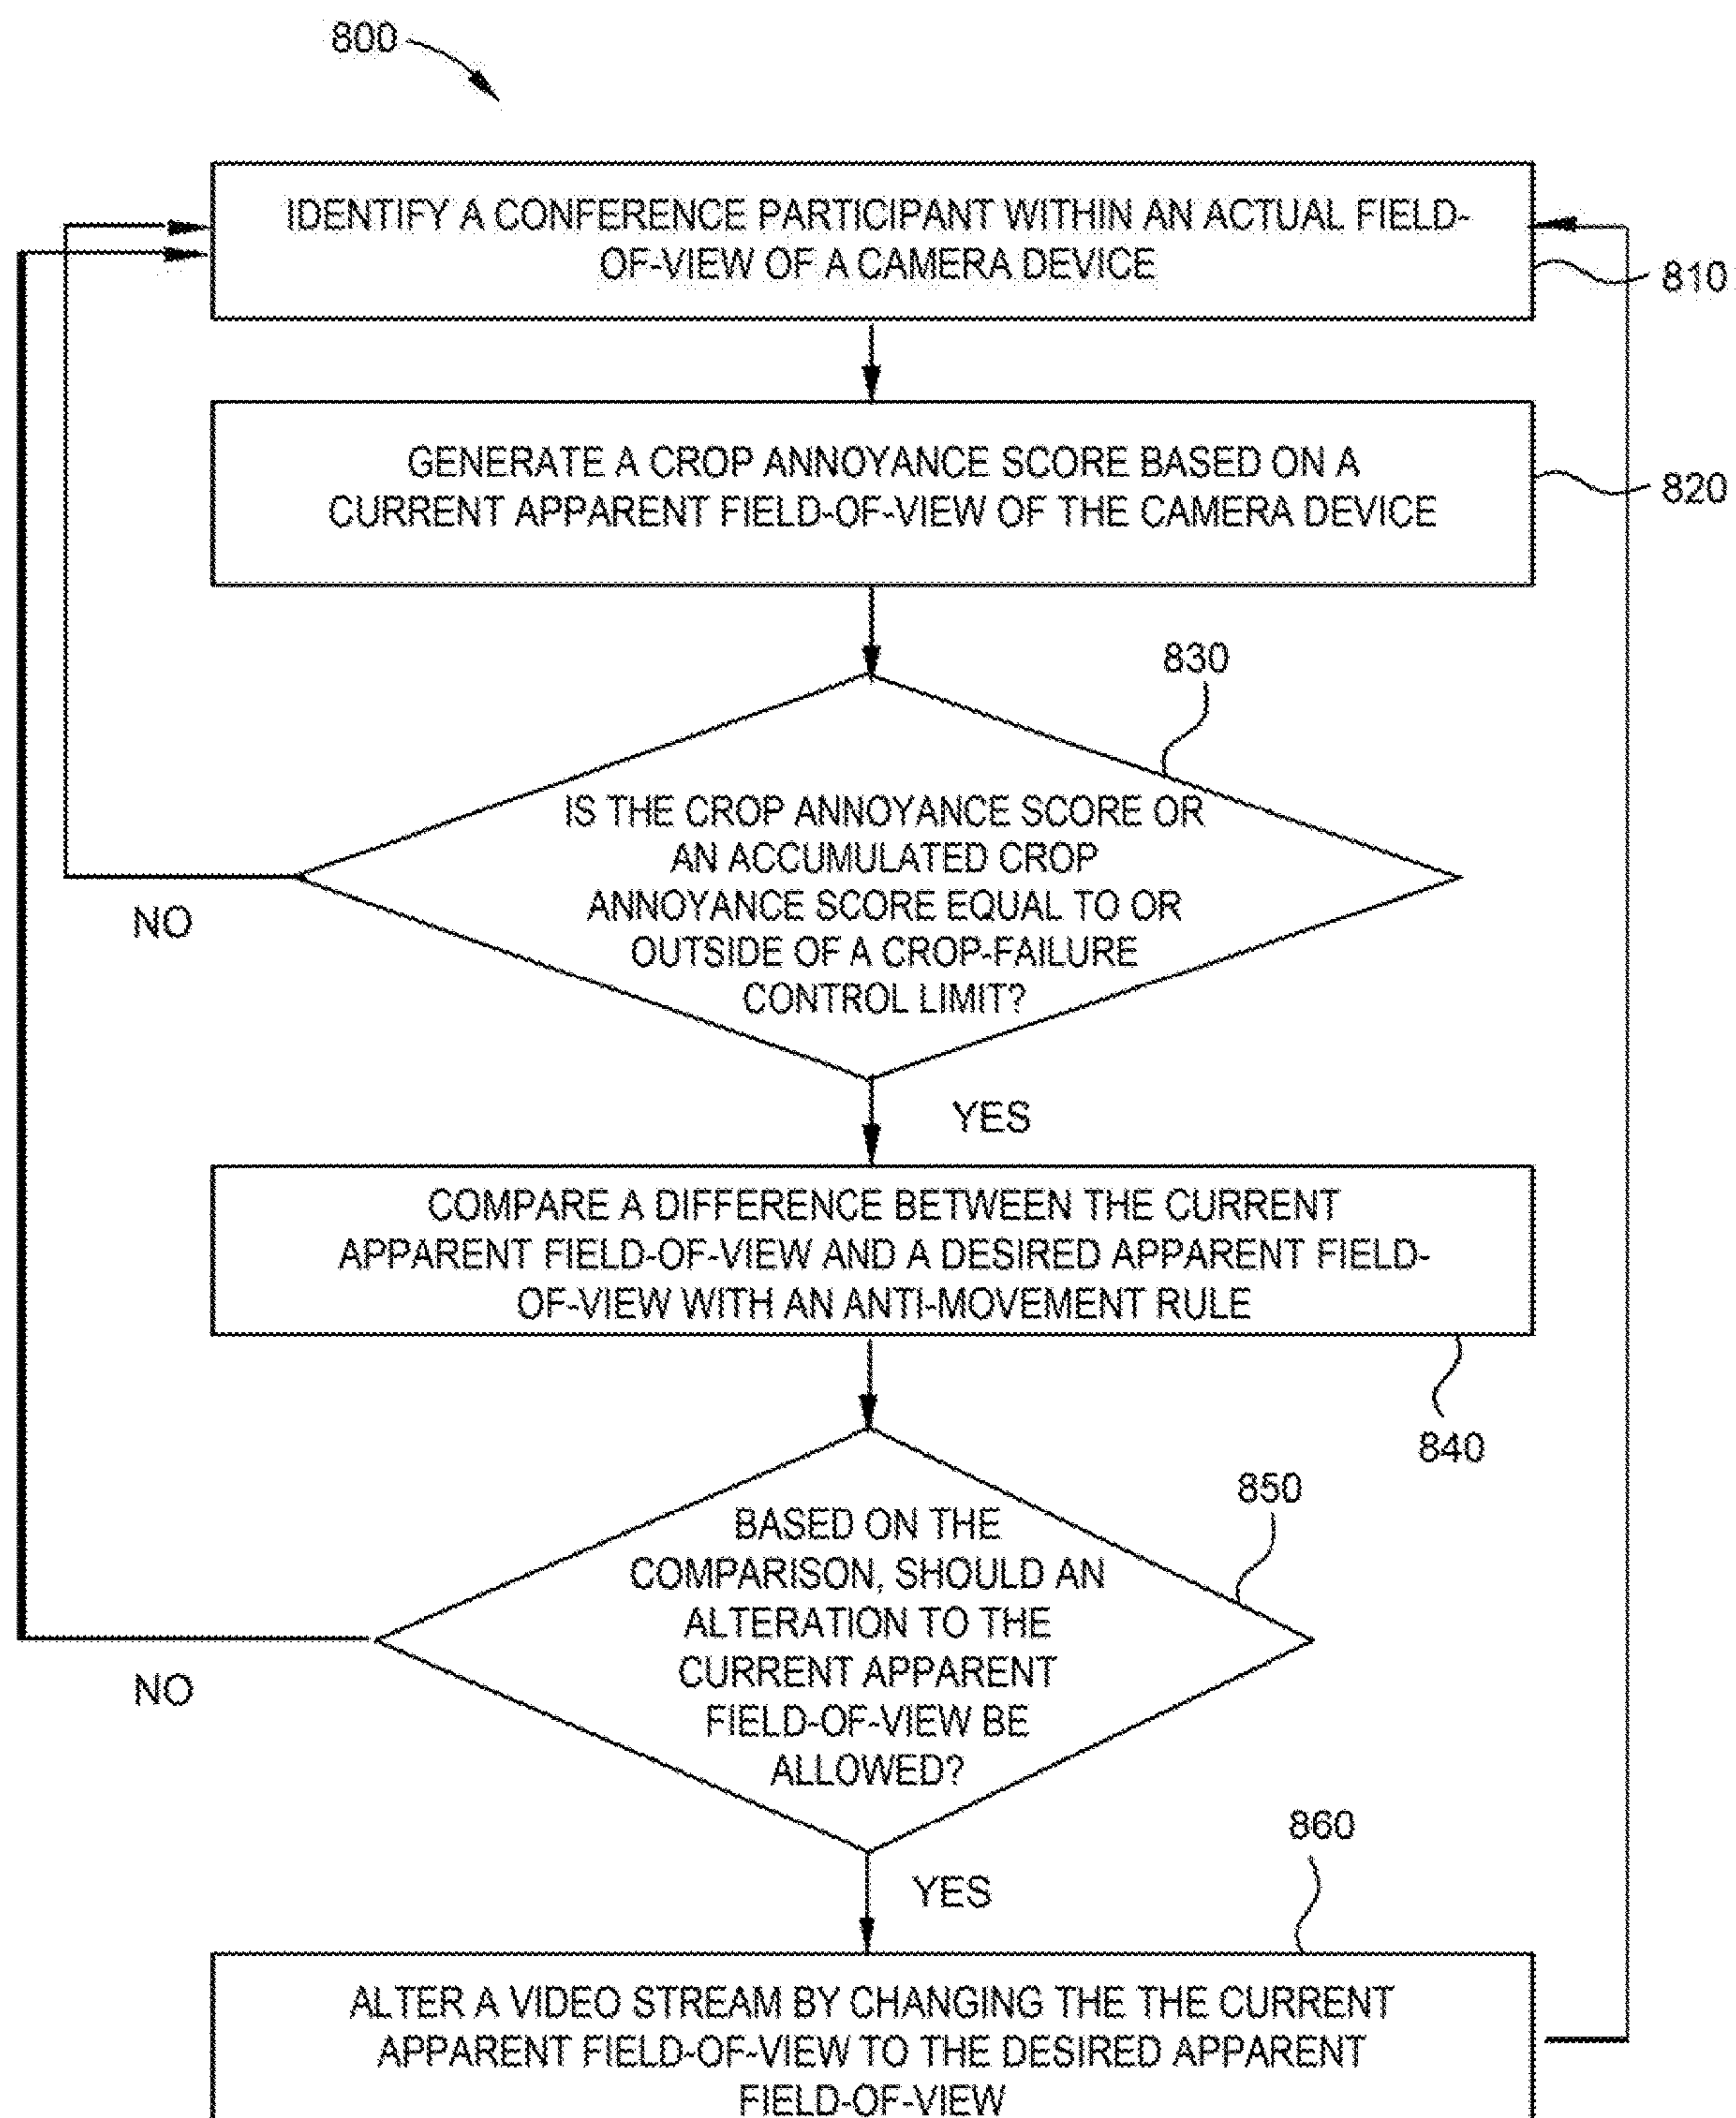 800
IDENTIFY A CONFERENCE PARTICIPANT WITHIN AN ACTUAL FIELD-
OF-VIEW OF A CAMERA DEVICE
810
GENERATE A CROP ANNOYANCE SCORE BASED ON A
CURRENT APPARENT FIELD-OF-VIEW OF THE CAMERA DEVICE
820
830
IS THE CROP ANNOYANCE SCORE OR
AN ACCUMULATED CROP
ANNOYANCE SCORE EQUAL TO OR
OUTSIDE OF A CROP-FAILURE
CONTROL LIMIT?
NO
YES
COMPARE A DIFFERENCE BETWEEN THE CURRENT
APPARENT FIELD-OF-VIEW AND A DESIRED APPARENT FIELD-
OF-VIEW WITH AN ANTI-MOVEMENT RULE
840
850
BASED ON THE
COMPARISON, SHOULD AN
ALTERATION TO THE
CURRENT APPARENT
FIELD-OF-VIEW BE
ALLOWED?
NO
YES
860
ALTER A VIDEO STREAM BY CHANGING THE THE CURRENT
APPARENT FIELD-OF-VIEW TO THE DESIRED APPARENT
FIELD-OF-VIEW